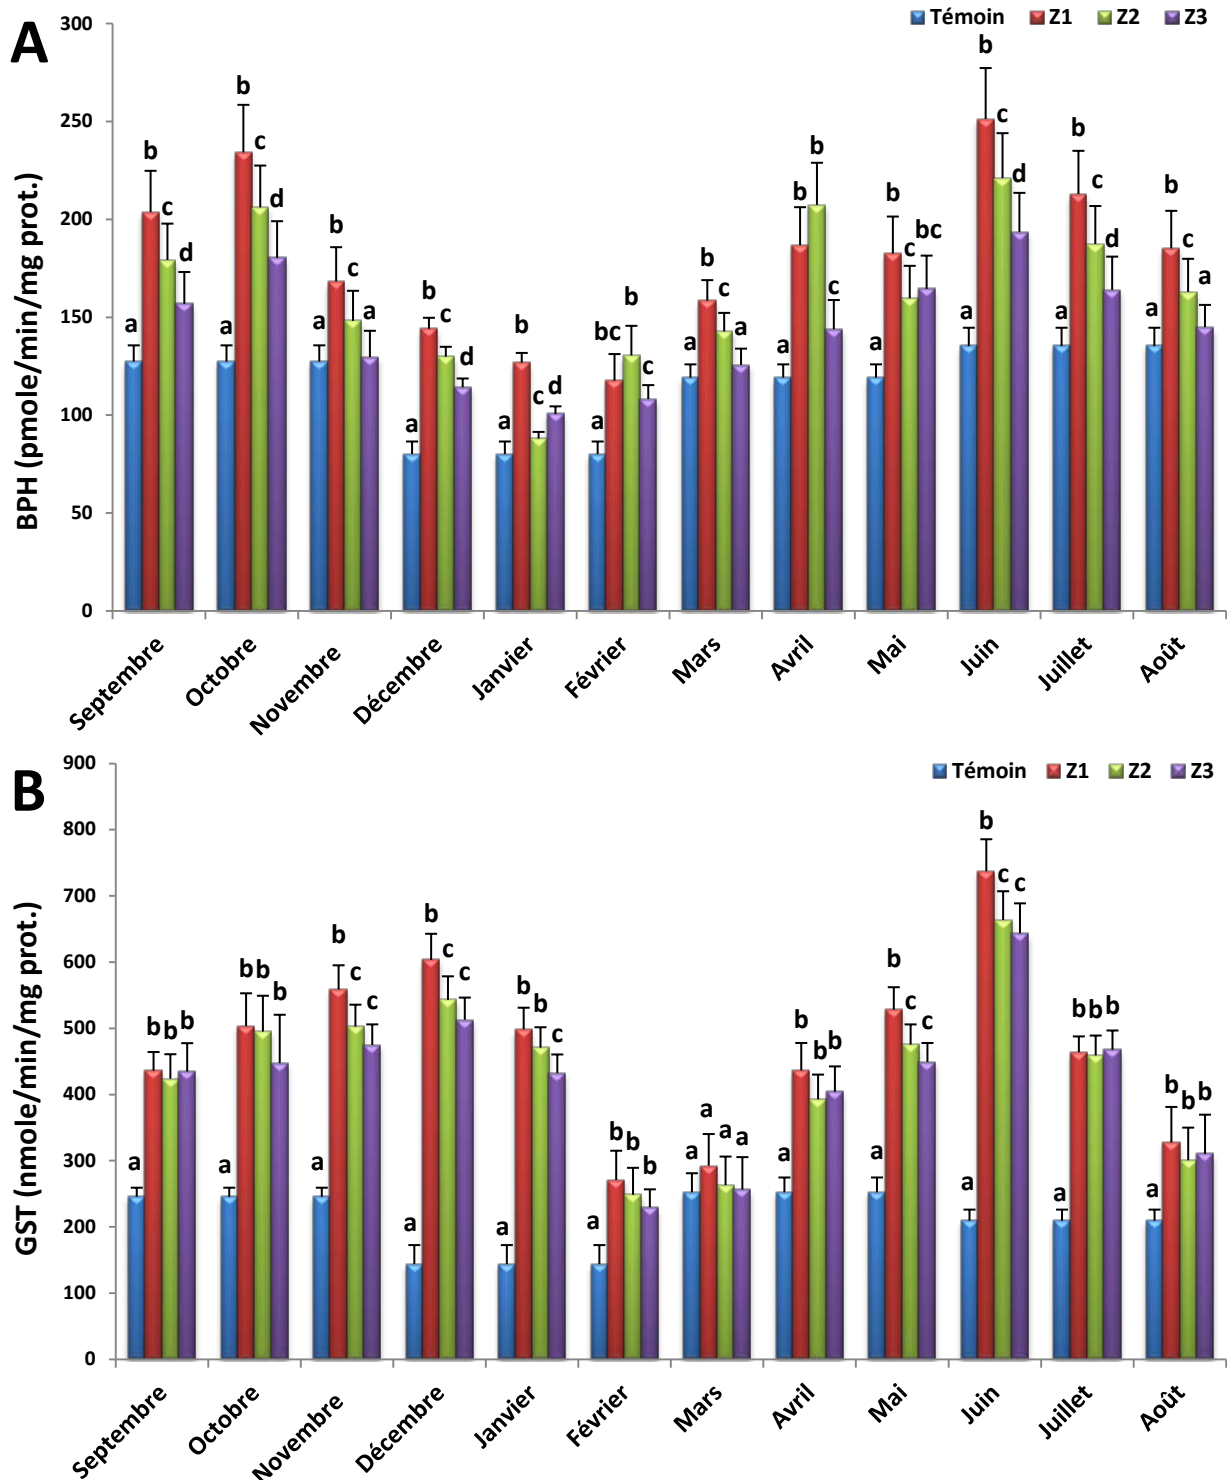 A
Témoin Z1 Z2 Z3
BPH (pmole/min/mg prot.)
300
250
200
150
100
50
0
a b c d
a b c d
a b c a
a b c d
a b c d
a bc b c
a b c a
a b b c
a b c bc
a b c d
a b c d
a b c a
Septembre Octobre Novembre Décembre Janvier Février Mars Avril Mai Juin Juillet Août
B
Témoin Z1 Z2 Z3
GST (nmole/min/mg prot.)
900
800
700
600
500
400
300
200
100
0
a b b b
a b b b
a b c c
a b c c
a b b c
a b b b
a a a a
a b b b
a b c c
a b c c
a b b b
a b b b
Septembre Octobre Novembre Décembre Janvier Février Mars Avril Mai Juin Juillet Août